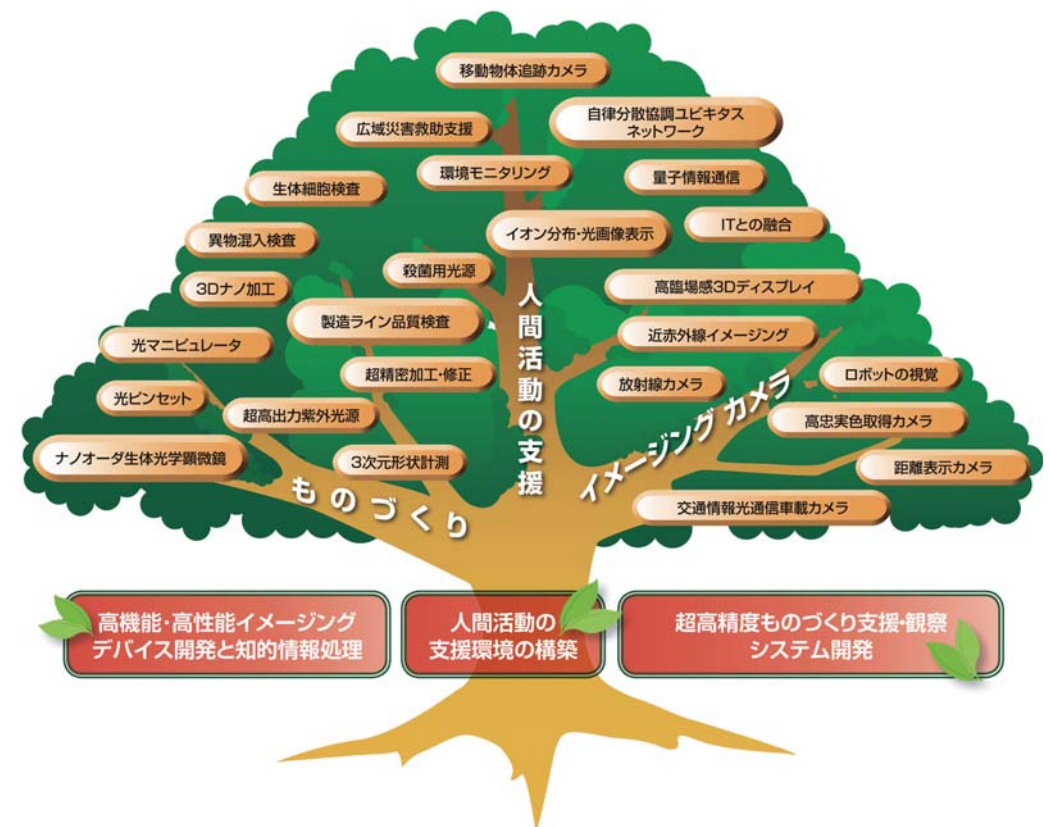 移動物体追跡カメラ
広域災害救助支援
自律分散協調ユビキタス
ネットワーク
環境モニタリング
量子情報通信
生体細胞検査
ITとの融合
イオン分布・光画像表示
異物混入検査
殺菌用光源
3Dナノ加工
高臨場感3Dディスプレイ
製造ライン品質検査
近赤外線イメージング
光マニピュレータ
超精密加工・修正
放射線カメラ
ロボットの視覚
光ピンセット
超高出力紫外光源
高忠実色取得カメラ
ナノオーダ生体光学顕微鏡
3次元形状計測
距離表示カメラ
交通情報光通信車載カメラ
ものづくり
人間活動の支援
イメージング カメラ
高機能・高性能イメージング
デバイス開発と知的情報処理
人間活動の
支援環境の構築
超高精度ものづくり支援・観察
システム開発